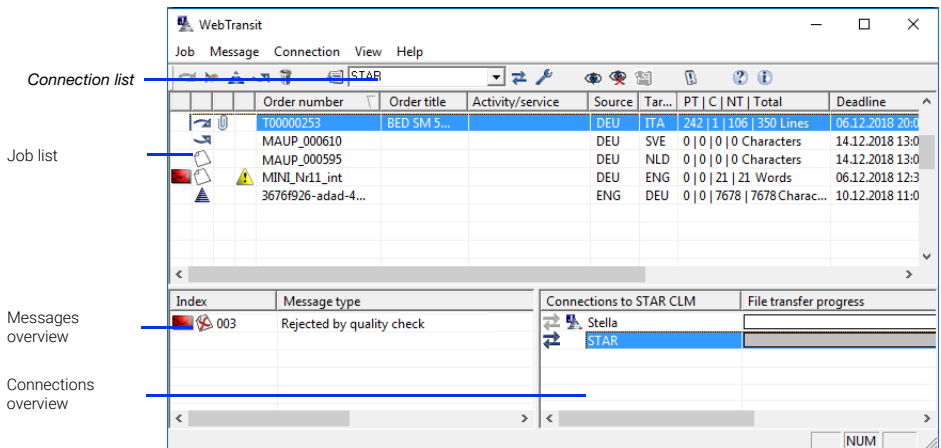 WebTransit
Job Message Connection View Help
Connection list
STAR
Order number Order title Activity/service Source Tar... PT | C | NT | Total Deadline
T00000253 BED SM 5... DEU ITA 242 | 1 | 106 | 350 Lines 06.12.2018 20:0
MAUP_000610 DEU SVE 0 | 0 | 0 | 0 Characters 14.12.2018 13:0
Job list
MAUP_000595 DEU NLD 0 | 0 | 0 | 0 Characters 14.12.2018 13:0
MINI_Nr11_int DEU ENG 0 | 0 | 21 | 21 Words 06.12.2018 12:3
3676f926-adad-4... ENG DEU 0 | 0 | 7678 | 7678 Charac... 10.12.2018 11:0
Index Message type Connections to STAR CLM File transfer progress
Messages
overview
003 Rejected by quality check Stella
STAR
Connections
overview
NUM